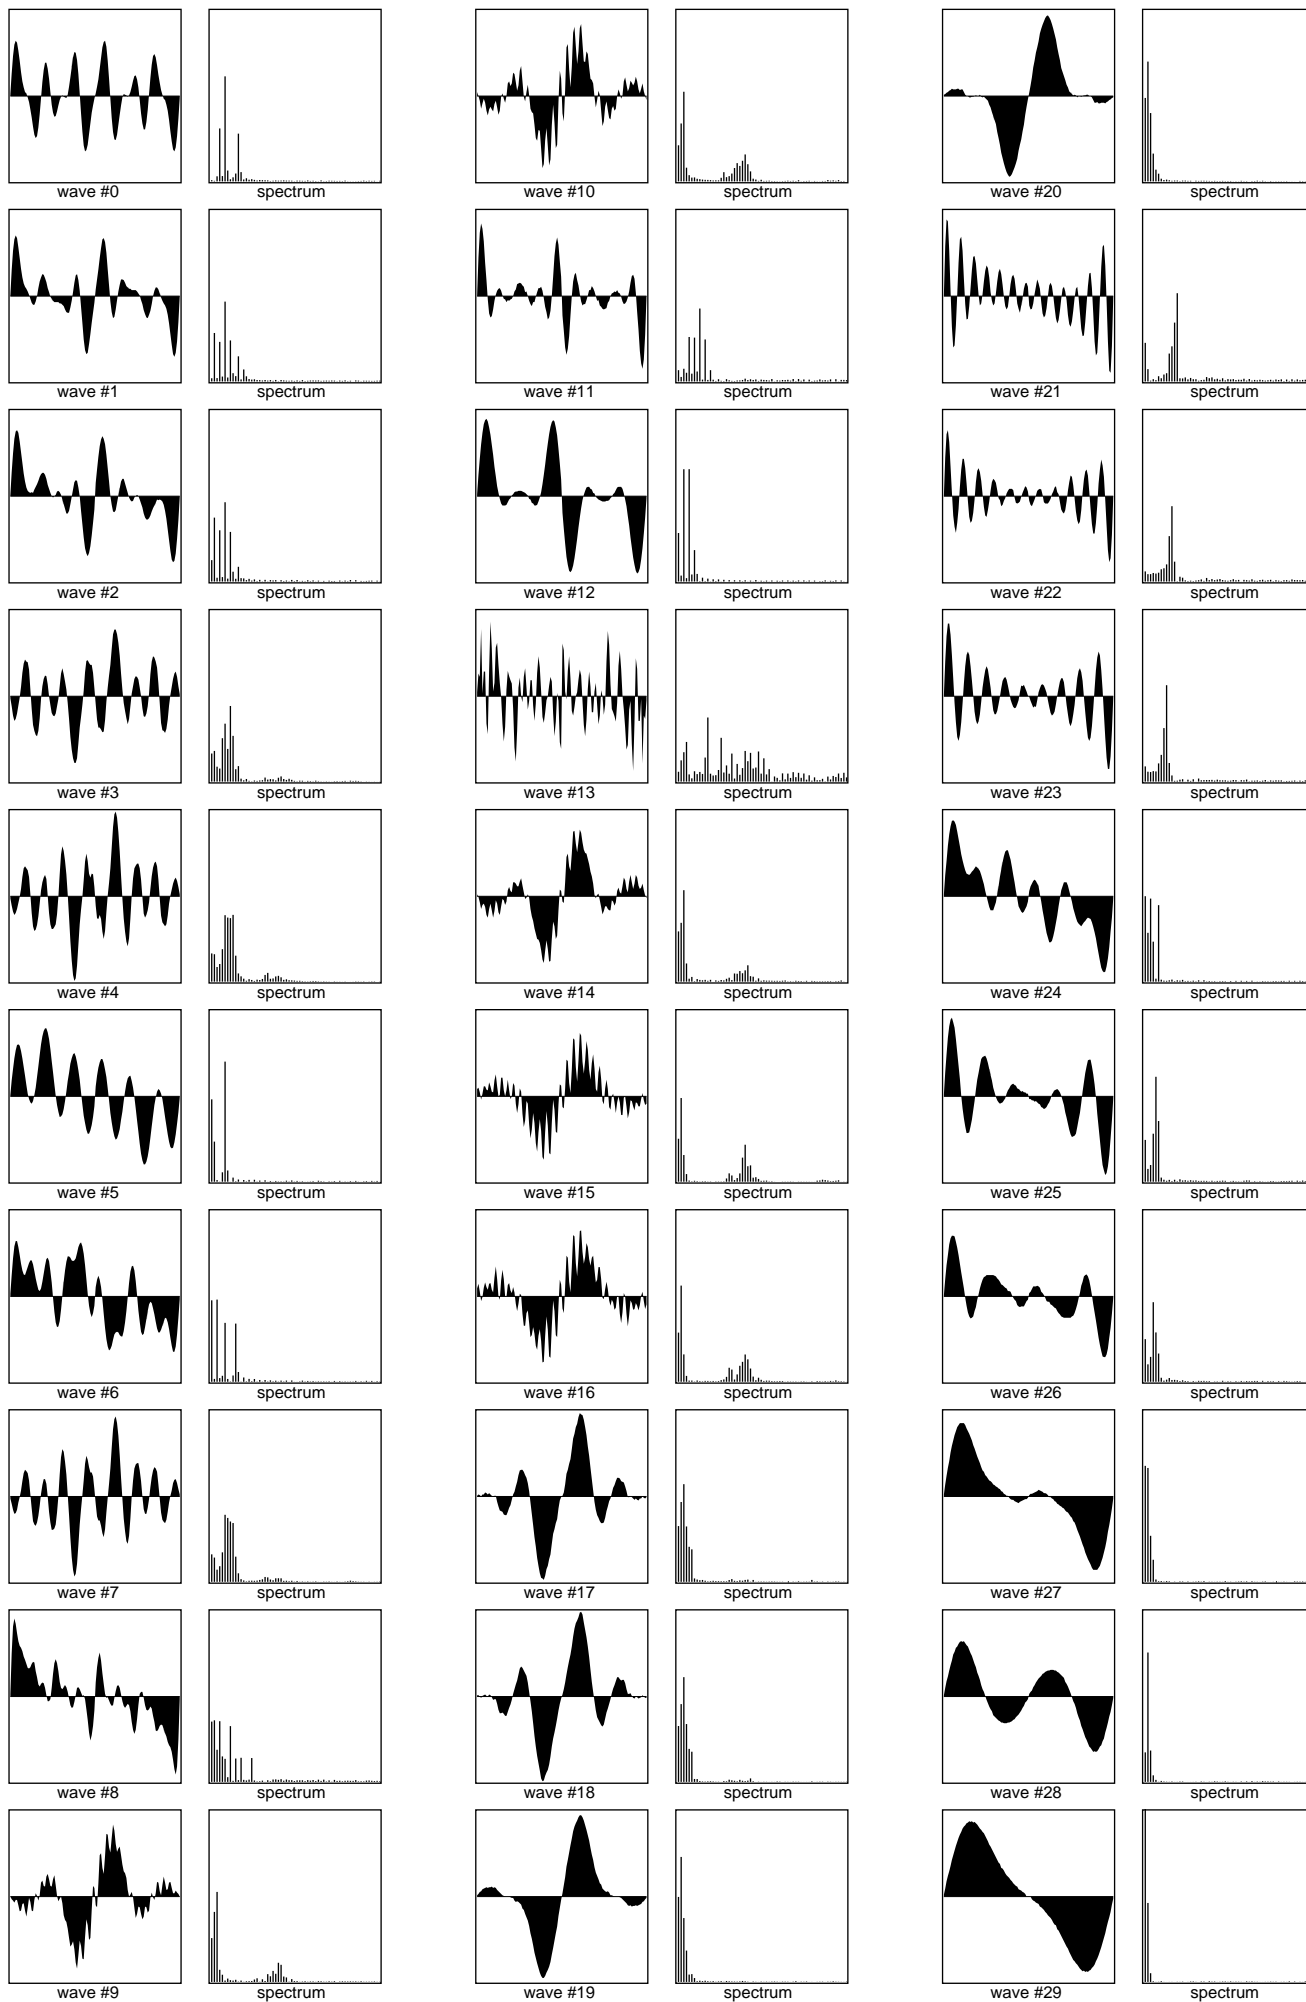 wave #0 spectrum wave #10 spectrum wave #20 spectrum
wave #1 spectrum wave #11 spectrum wave #21 spectrum
wave #2 spectrum wave #12 spectrum wave #22 spectrum
wave #3 spectrum wave #13 spectrum wave #23 spectrum
wave #4 spectrum wave #14 spectrum wave #24 spectrum
wave #5 spectrum wave #15 spectrum wave #25 spectrum
wave #6 spectrum wave #16 spectrum wave #26 spectrum
wave #7 spectrum wave #17 spectrum wave #27 spectrum
wave #8 spectrum wave #18 spectrum wave #28 spectrum
wave #9 spectrum wave #19 spectrum wave #29 spectrum